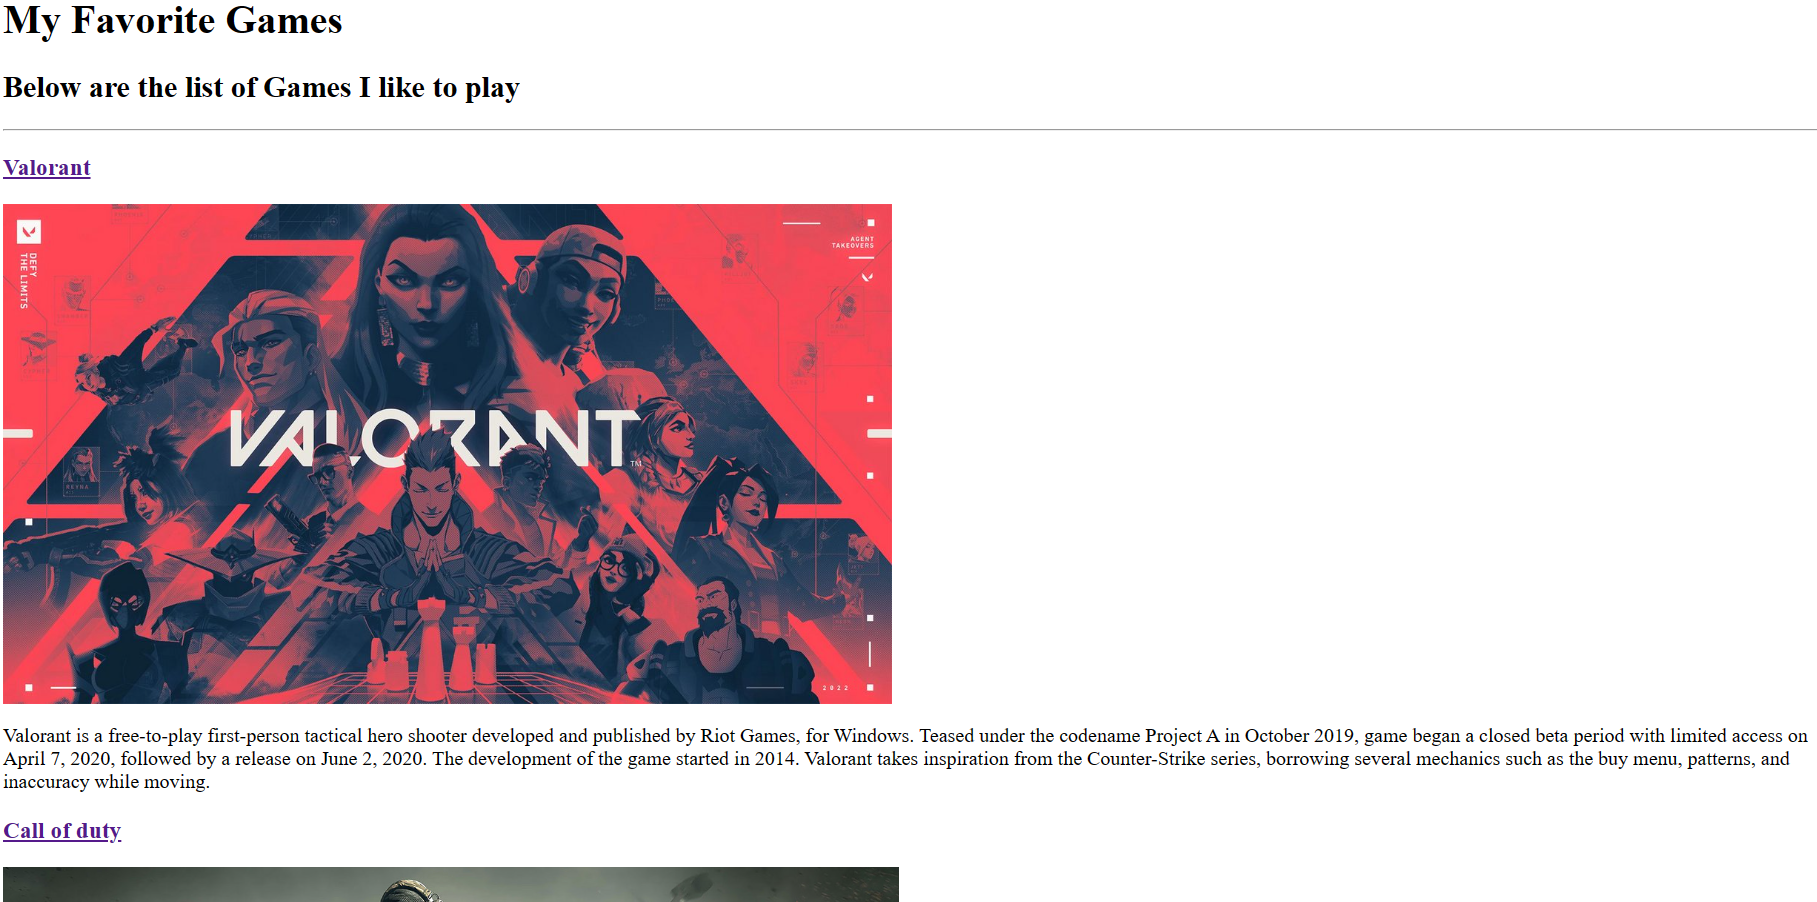 My Favorite Games
Below are the list of Games I like to play
Valorant
DEFY
THE LIMITS
AGENT
TAKEOVERS
VALORANT
TM
REYNA
2022
Valorant is a free-to-play first-person tactical hero shooter developed and published by Riot Games, for Windows. Teased under the codename Project A in October 2019, game began a closed beta period with limited access on
April 7, 2020, followed by a release on June 2, 2020. The development of the game started in 2014. Valorant takes inspiration from the Counter-Strike series, borrowing several mechanics such as the buy menu, patterns, and
inaccuracy while moving.
Call of duty